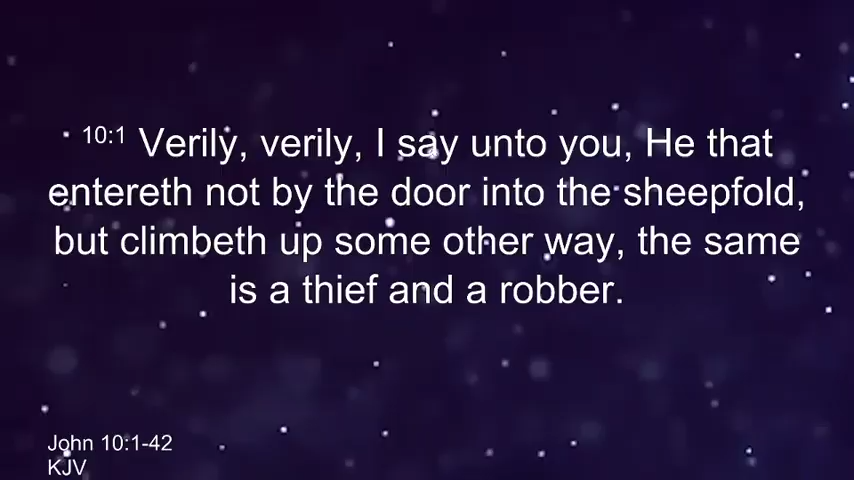 10:1 Verily, verily, I say unto you, He that
entereth not by the door into the sheepfold,
but climbeth up some other way, the same
is a thief and a robber.
John 10:1-42
KJV